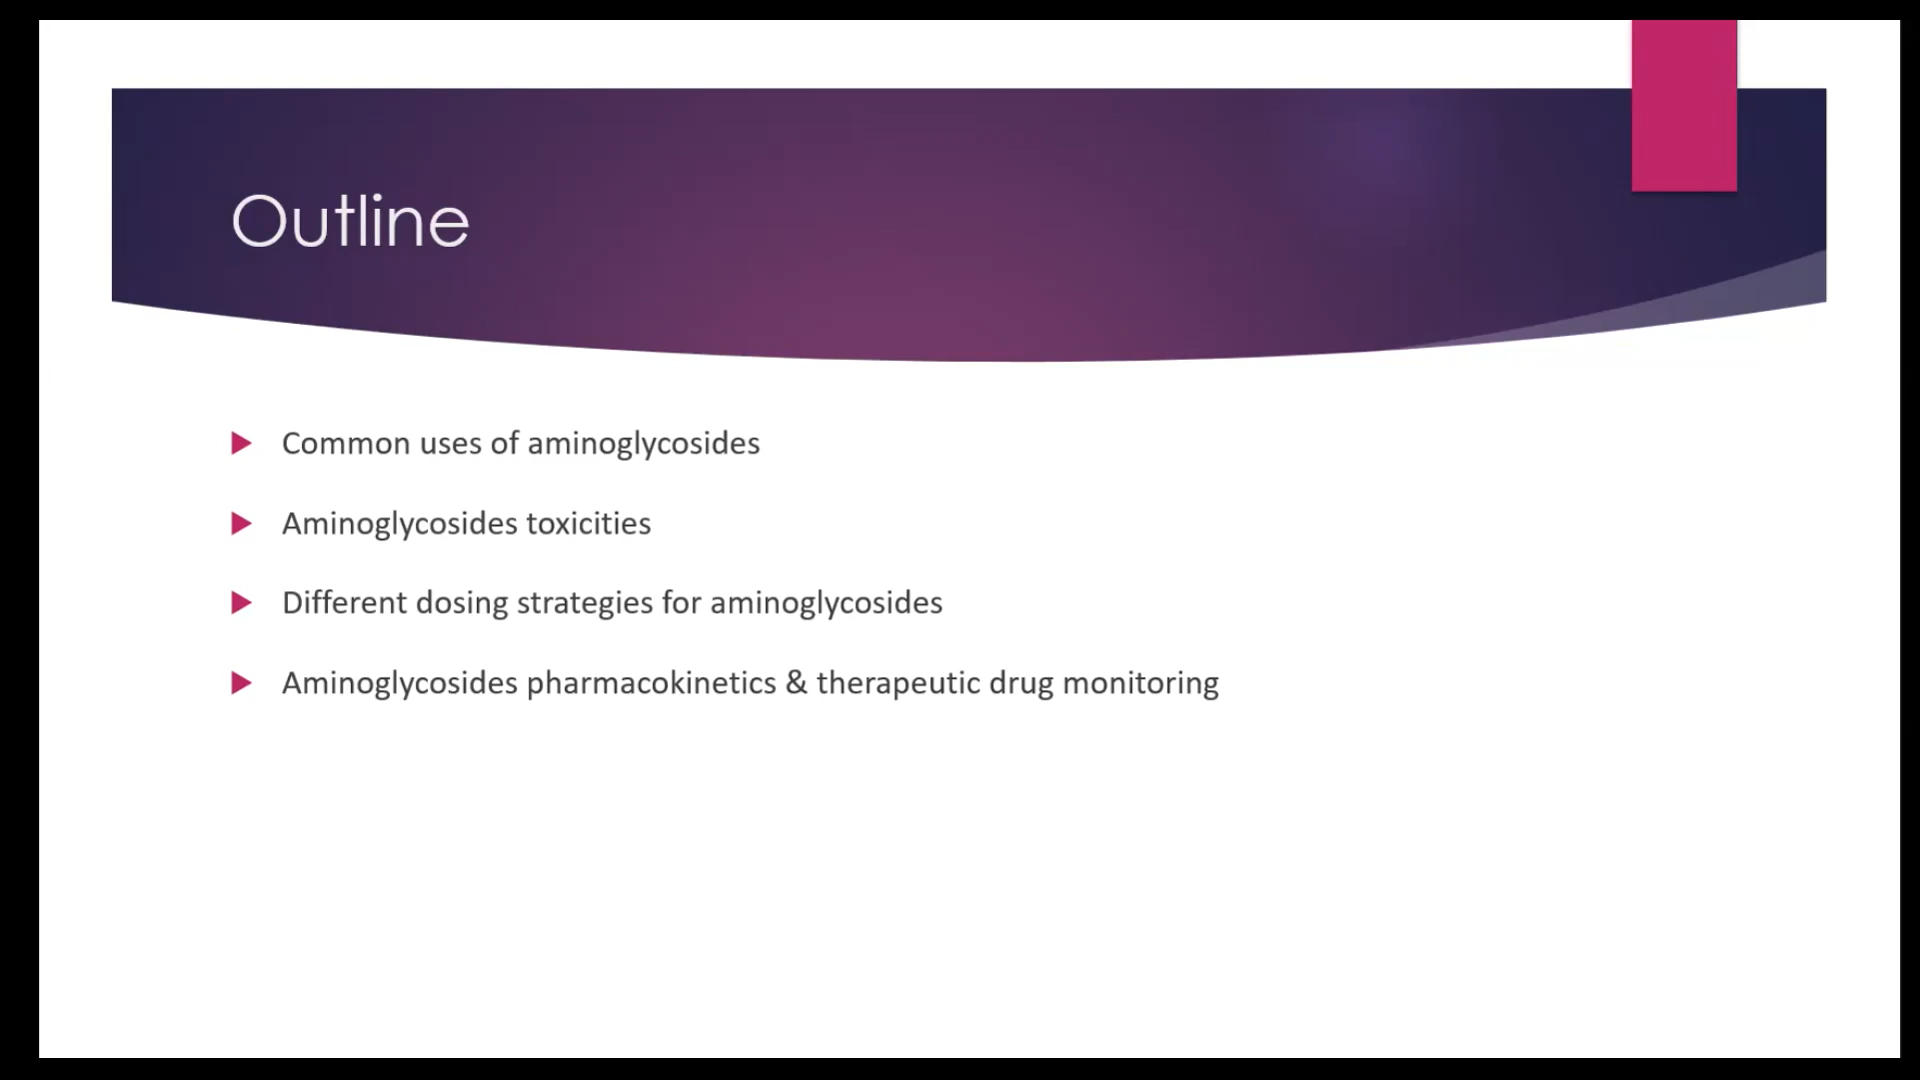 Outline
Common uses of aminoglycosides
Aminoglycosides toxicities
Different dosing strategies for aminoglycosides
Aminoglycosides pharmacokinetics & therapeutic drug monitoring